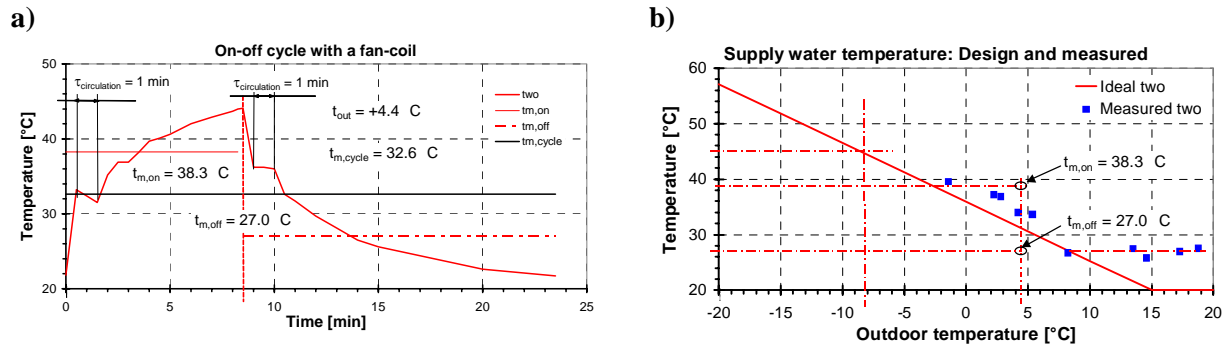 a)
On-off cycle with a fan-coil
τcirculation = 1 min
τcirculation = 1 min
tout = +4.4 C
tm,cycle = 32.6 C
tm,on = 38.3 C
tm,off = 27.0 C
two
tm,on
tm,off
tm,cycle
Temperature [°C]
50
40
30
20
0
5
10
15
20
25
Time [min]
b)
Supply water temperature: Design and measured
Ideal two
Measured two
tm,on = 38.3 C
tm,off = 27.0 C
Temperature [°C]
60
50
40
30
20
-20
-15
-10
-5
0
5
10
15
20
Outdoor temperature [°C]